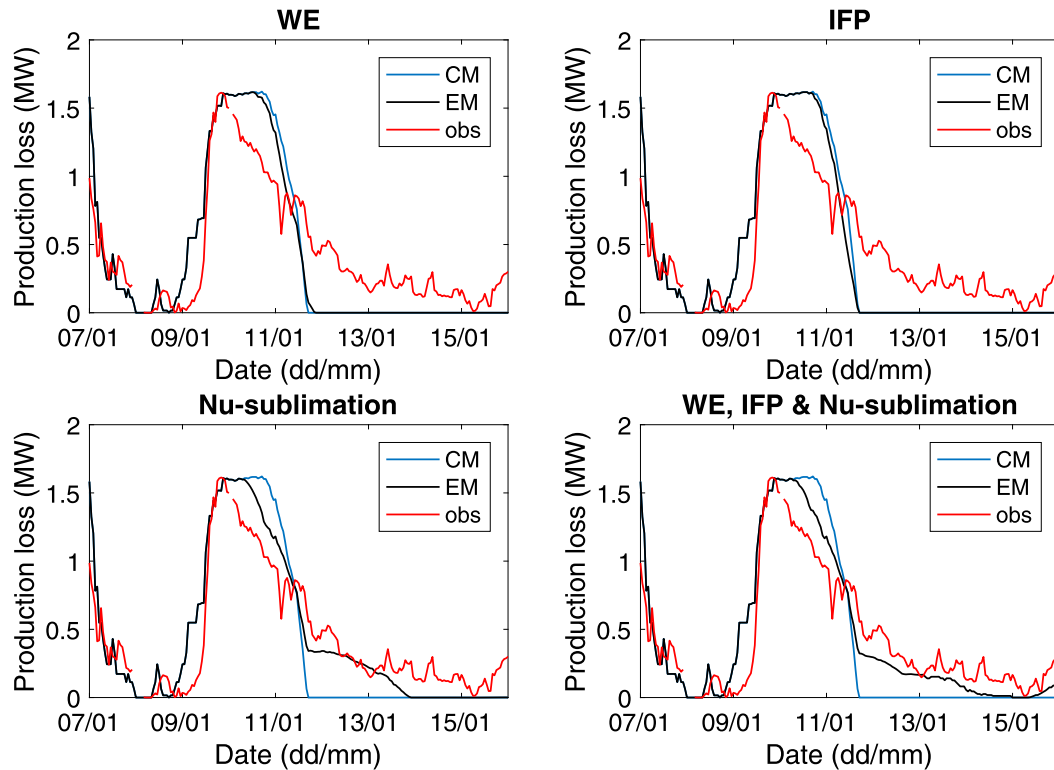 WE
2
1.5
1
0.5
0
Production loss (MW)
CM
EM
obs
07/01 09/01 11/01 13/01 15/01
Date (dd/mm)
IFP
2
1.5
1
0.5
0
Production loss (MW)
CM
EM
obs
07/01 09/01 11/01 13/01 15/01
Date (dd/mm)
Nu-sublimation
2
1.5
1
0.5
0
Production loss (MW)
CM
EM
obs
07/01 09/01 11/01 13/01 15/01
Date (dd/mm)
WE, IFP & Nu-sublimation
2
1.5
1
0.5
0
Production loss (MW)
CM
EM
obs
07/01 09/01 11/01 13/01 15/01
Date (dd/mm)